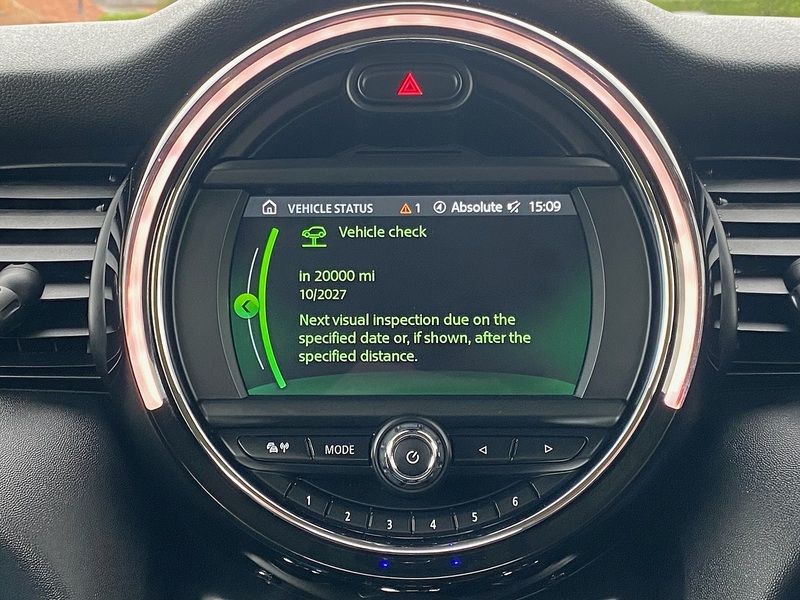 VEHICLE STATUS 1 Absolute 15:09
Vehicle check
in 20000 mi
10/2027
Next visual inspection due on the
specified date or, if shown, after the
specified distance.
MODE
1 2 3 4 5 6